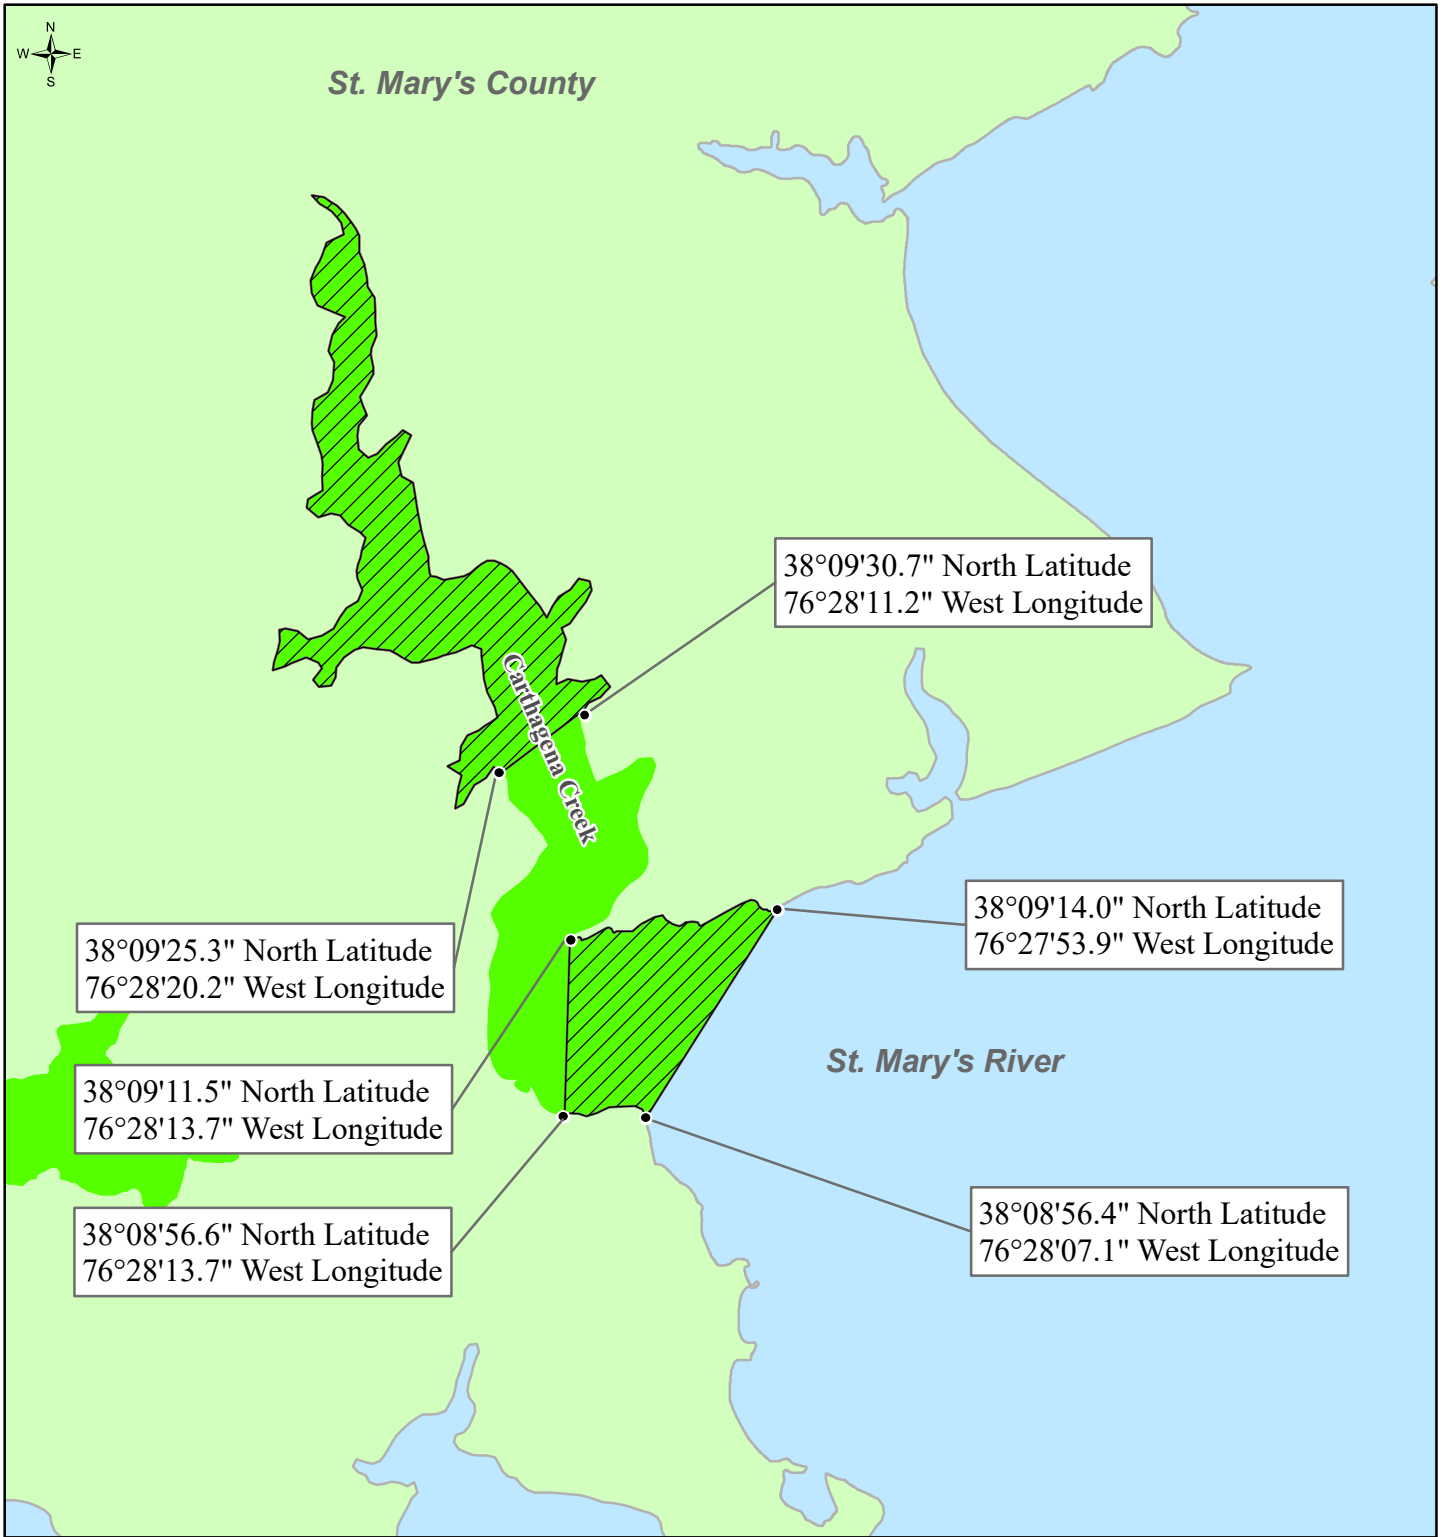 N
W E
S
St. Mary's County
38°09'30.7" North Latitude
76°28'11.2" West Longitude
Carthagena Creek
38°09'14.0" North Latitude
76°27'53.9" West Longitude
38°09'25.3" North Latitude
76°28'20.2" West Longitude
St. Mary's River
38°09'11.5" North Latitude
76°28'13.7" West Longitude
38°08'56.4" North Latitude
76°28'07.1" West Longitude
38°08'56.6" North Latitude
76°28'13.7" West Longitude